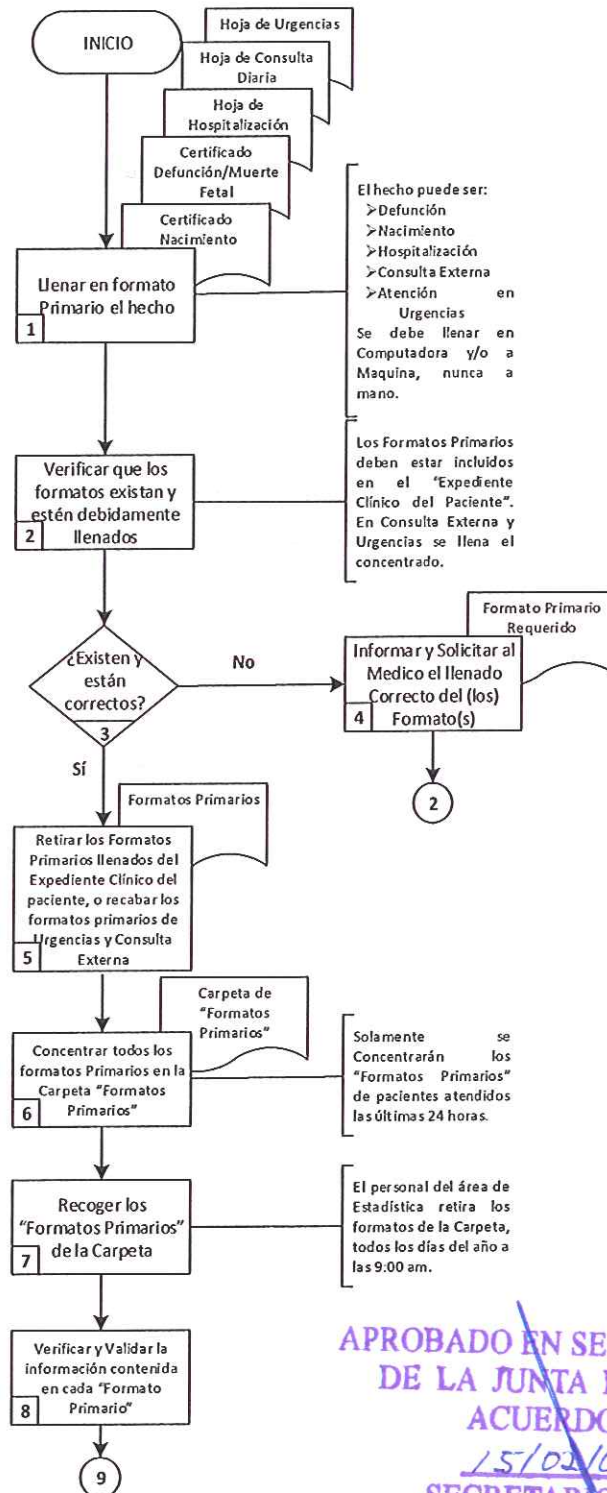 INICIO
Hoja de Urgencias
Hoja de Consulta
Diaria
Hoja de
Hospitalización
Certificado
Defunción/Muerte
Fetal
Certificado
Nacimiento
Llenar en formato
Primario el hecho
1
El hecho puede ser:
➢Defunción
➢Nacimiento
➢Hospitalización
➢Consulta Externa
➢Atención en
Urgencias
Se debe llenar en
Computadora y/o a
Maquina, nunca a
mano.
Verificar que los
formatos existan y
estén debidamente
llenados
2
Los Formatos Primarios
deben estar incluidos
en el "Expediente
Clínico del Paciente".
En Consulta Externa y
Urgencias se llena el
concentrado.
¿Existen y
están
correctos?
3
No
Sí
Formato Primario
Requerido
Informar y Solicitar al
Medico el llenado
Correcto del (los)
Formato(s)
4
2
Formatos Primarios
Retirar los Formatos
Primarios llenados del
Expediente Clínico del
paciente, o recabar los
formatos primarios de
Urgencias y Consulta
Externa
5
Carpeta de
"Formatos
Primarios"
Concentrar todos los
formatos Primarios en la
Carpeta "Formatos
Primarios"
6
Solamente se
Concentrarán los
"Formatos Primarios"
de pacientes atendidos
las últimas 24 horas.
Recoger los
"Formatos Primarios"
de la Carpeta
7
El personal del área de
Estadística retira los
formatos de la Carpeta,
todos los días del año a
las 9:00 am.
Verificar y Validar la
información contenida
en cada "Formato
Primario"
8
9
APROBADO EN SE
DE LA JUNTA
ACUERDO
15/02/